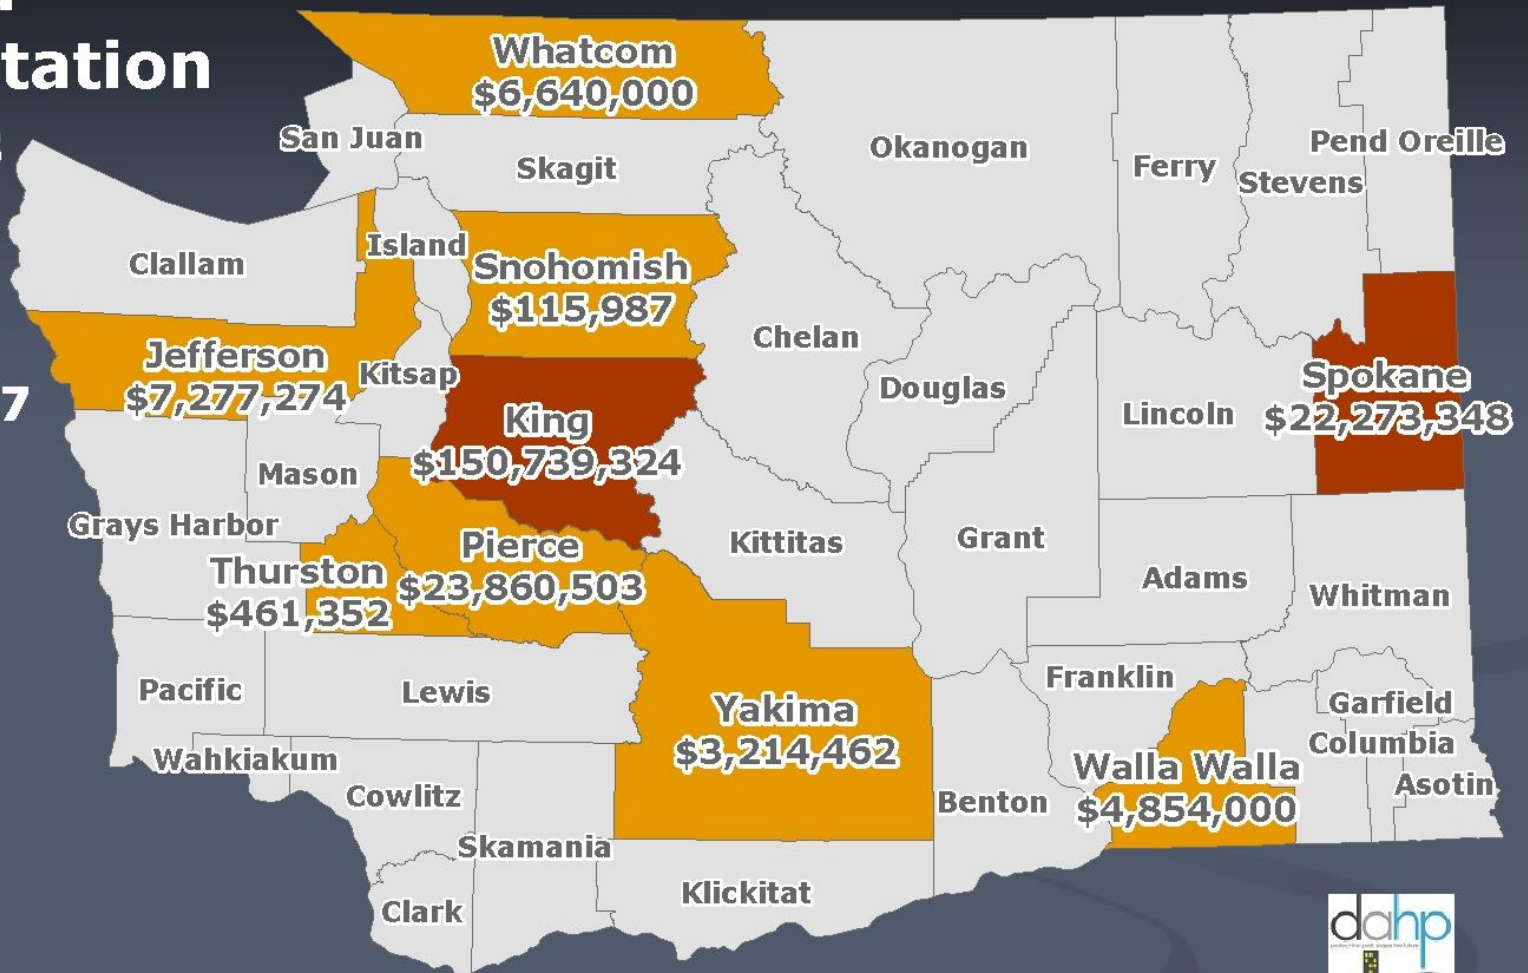 tation
7
Whatcom
$6,640,000
San Juan
Skagit
Okanogan
Ferry
Stevens
Pend Oreille
Clallam
Island
Snohomish
$115,987
Chelan
Jefferson
$7,277,274
Kitsap
King
$150,739,324
Douglas
Lincoln
Spokane
$22,273,348
Mason
Grays Harbor
Thurston
$461,352
Pierce
$23,860,503
Kittitas
Grant
Adams
Whitman
Pacific
Lewis
Yakima
$3,214,462
Franklin
Garfield
Columbia
Asotin
Walla Walla
$4,854,000
Wahkiakum
Cowlitz
Skamania
Benton
Klickitat
Clark
dahp